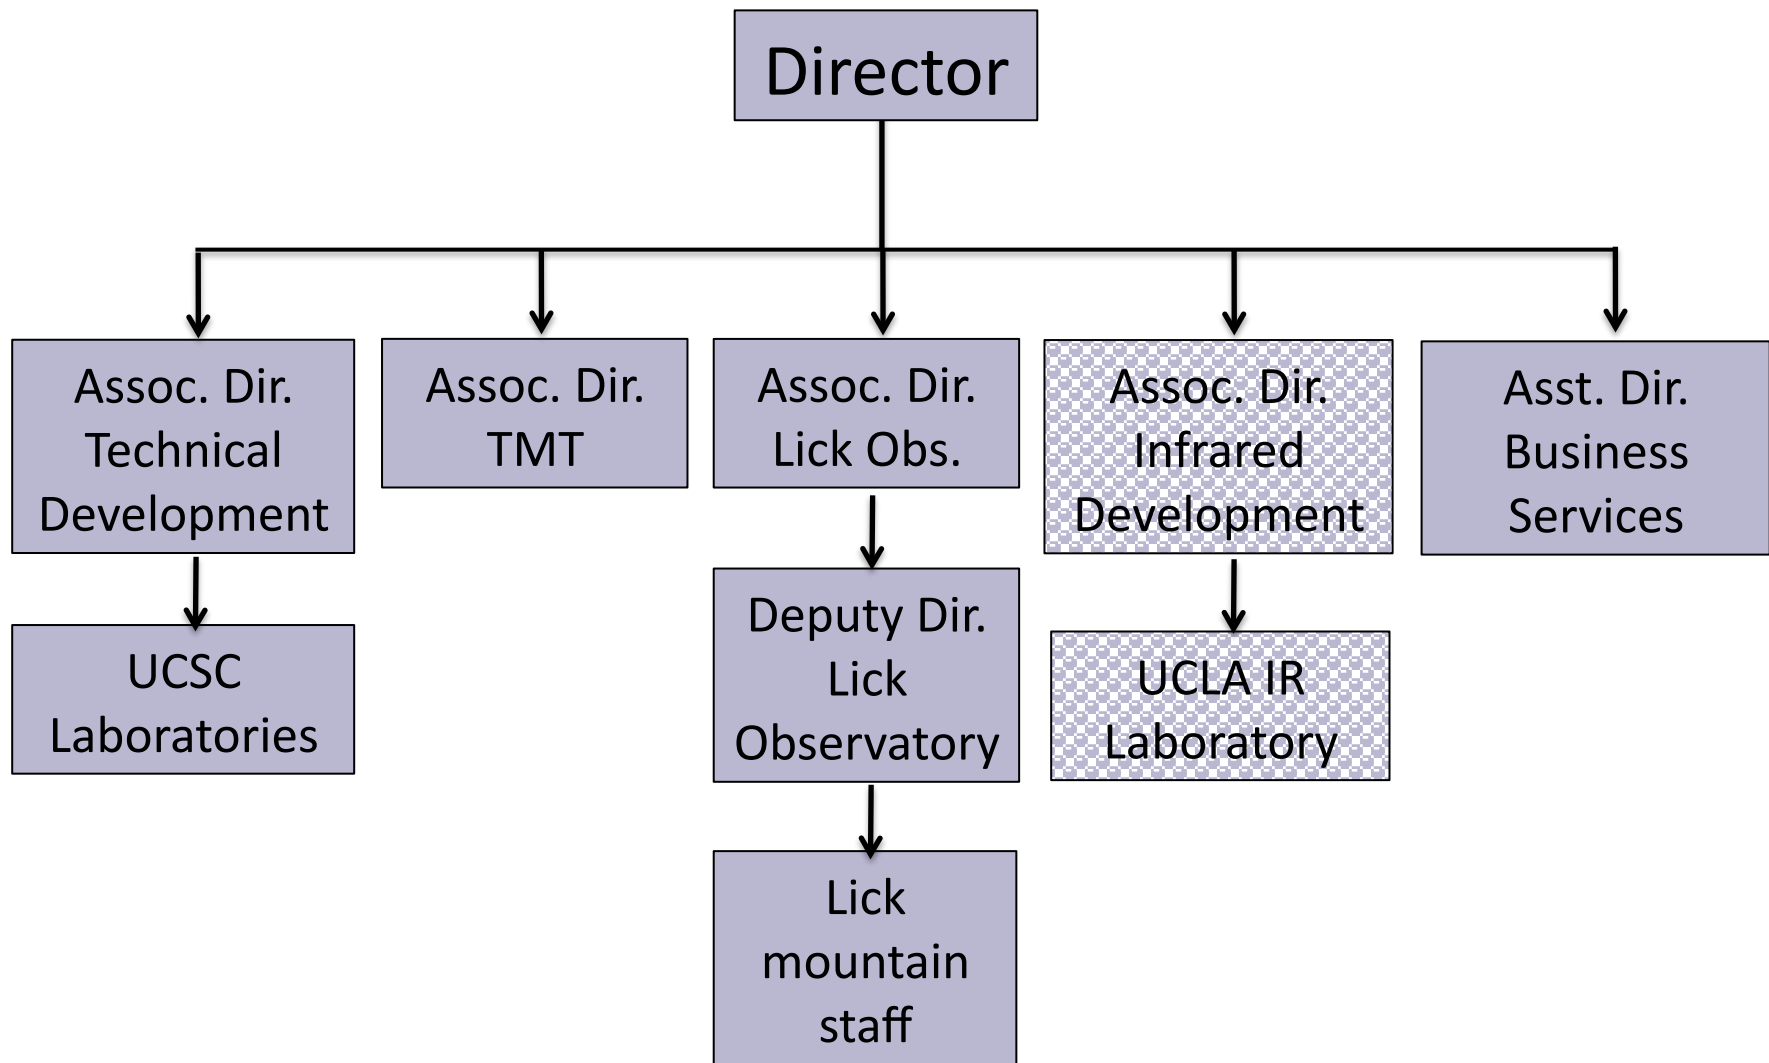 Director
Assoc. Dir.
Technical
Development
Assoc. Dir.
TMT
Assoc. Dir.
Lick Obs.
Assoc. Dir.
Infrared
Development
Asst. Dir.
Business
Services
UCSC
Laboratories
Deputy Dir.
Lick
Observatory
UCLA IR
Laboratory
Lick
mountain
staff